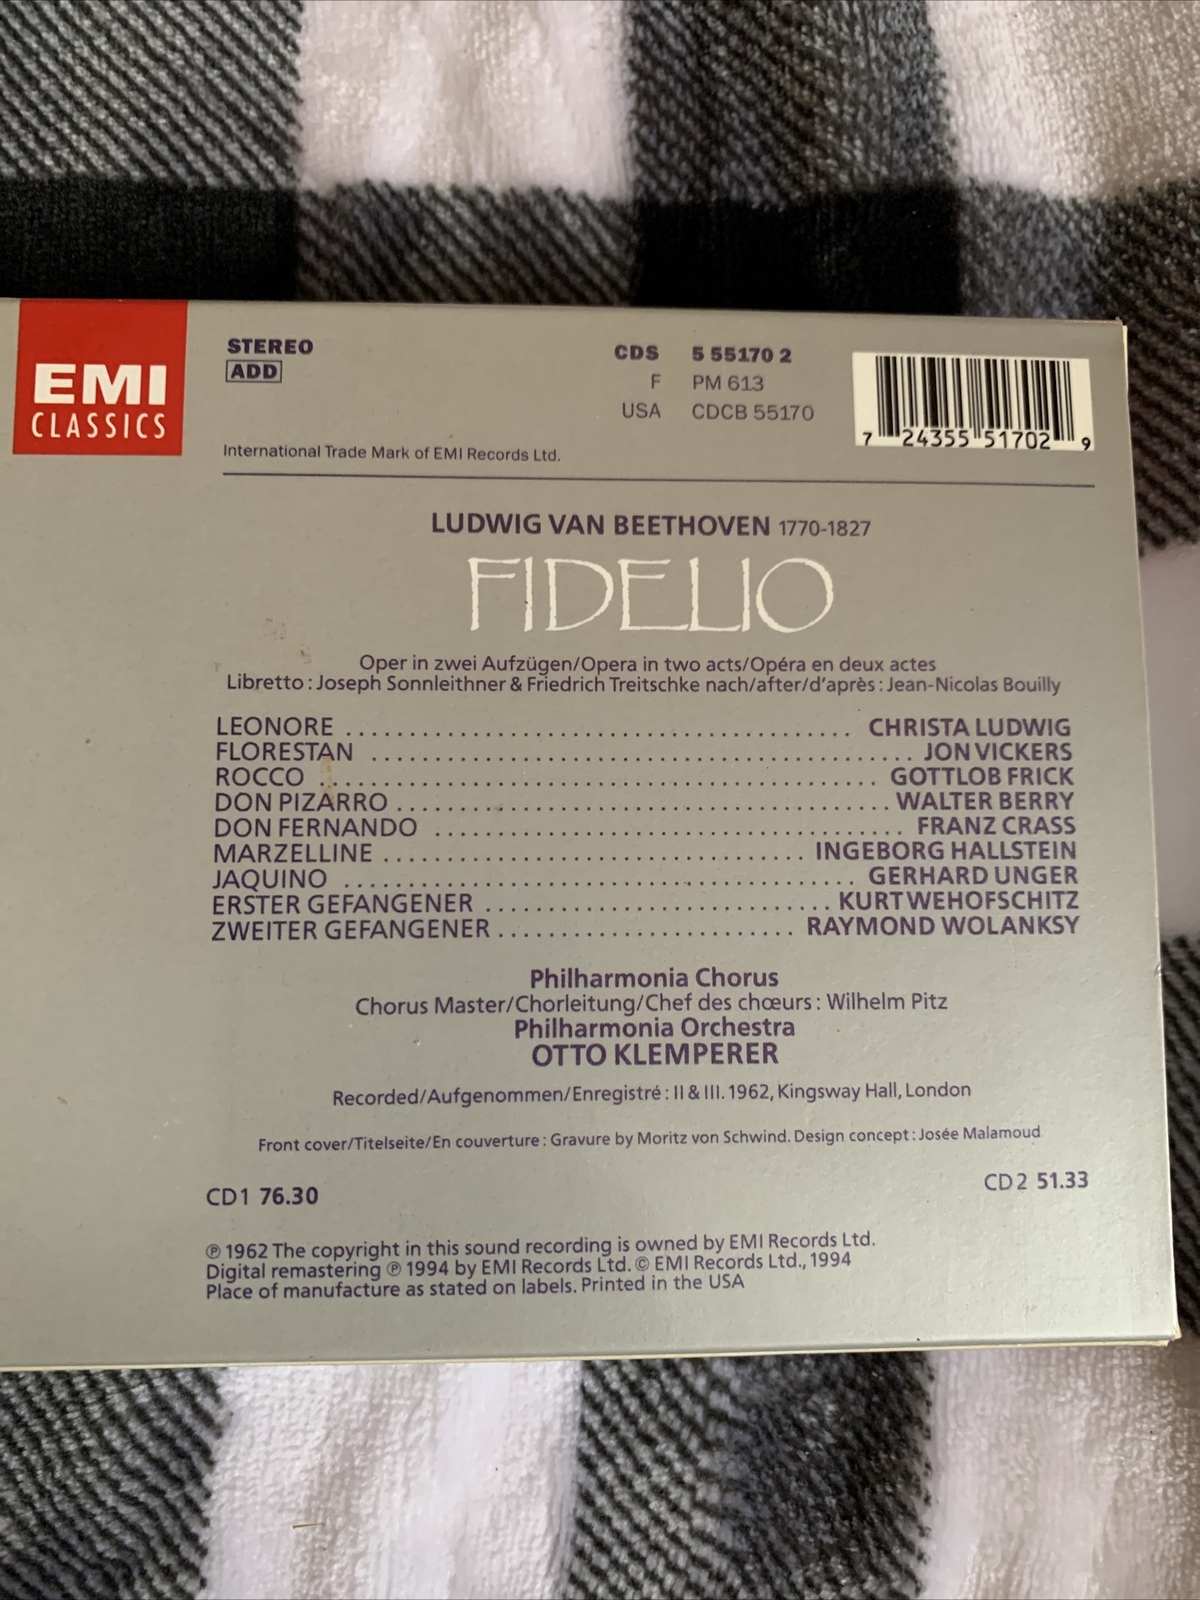 EMI
CLASSICS
STEREO
ADD
International Trade Mark of EMI Records Ltd.
CDS 5 55170 2
F PM 613
USA CDCB 55170
7 24355 51702 9
LUDWIG VAN BEETHOVEN 1770-1827
FIDELIO
Oper in zwei Aufzügen/Opera in two acts/Opéra en deux actes
Libretto : Joseph Sonnleithner & Friedrich Treitschke nach/after/d'après : Jean-Nicolas Bouilly
LEONORE ........................................ CHRISTA LUDWIG
FLORESTAN ........................................ JON VICKERS
ROCCO ........................................ GOTTLOB FRICK
DON PIZARRO ........................................ WALTER BERRY
DON FERNANDO ........................................ FRANZ CRASS
MARZELLINE ........................................ INGEBORG HALLSTEIN
JAQUINO ........................................ GERHARD UNGER
ERSTER GEFANGENER ............................ KURT WEHOFSCHITZ
ZWEITER GEFANGENER ........................ RAYMOND WOLANKSY
Philharmonia Chorus
Chorus Master/Chorleitung/Chef des chœurs : Wilhelm Pitz
Philharmonia Orchestra
OTTO KLEMPERER
Recorded/Aufgenommen/Enregistré : II & III. 1962, Kingsway Hall, London
Front cover/Titelseite/En couverture : Gravure by Moritz von Schwind. Design concept : Josée Malamoud
CD1 76.30
CD2 51.33
℗ 1962 The copyright in this sound recording is owned by EMI Records Ltd.
Digital remastering ℗ 1994 by EMI Records Ltd. © EMI Records Ltd., 1994
Place of manufacture as stated on labels. Printed in the USA